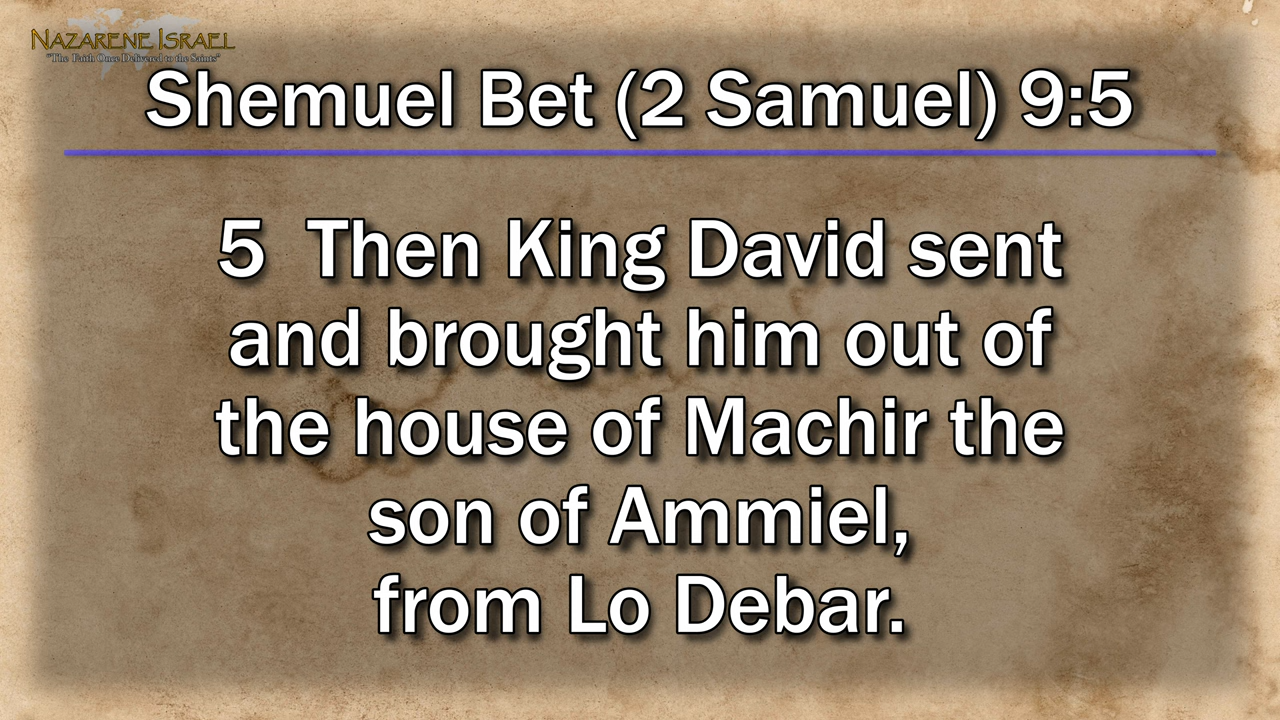 NAZARENE ISRAEL
"The Faith Once Delivered to the Saints"
Shemuel Bet (2 Samuel) 9:5
5 Then King David sent
and brought him out of
the house of Machir the
son of Ammiel,
from Lo Debar.